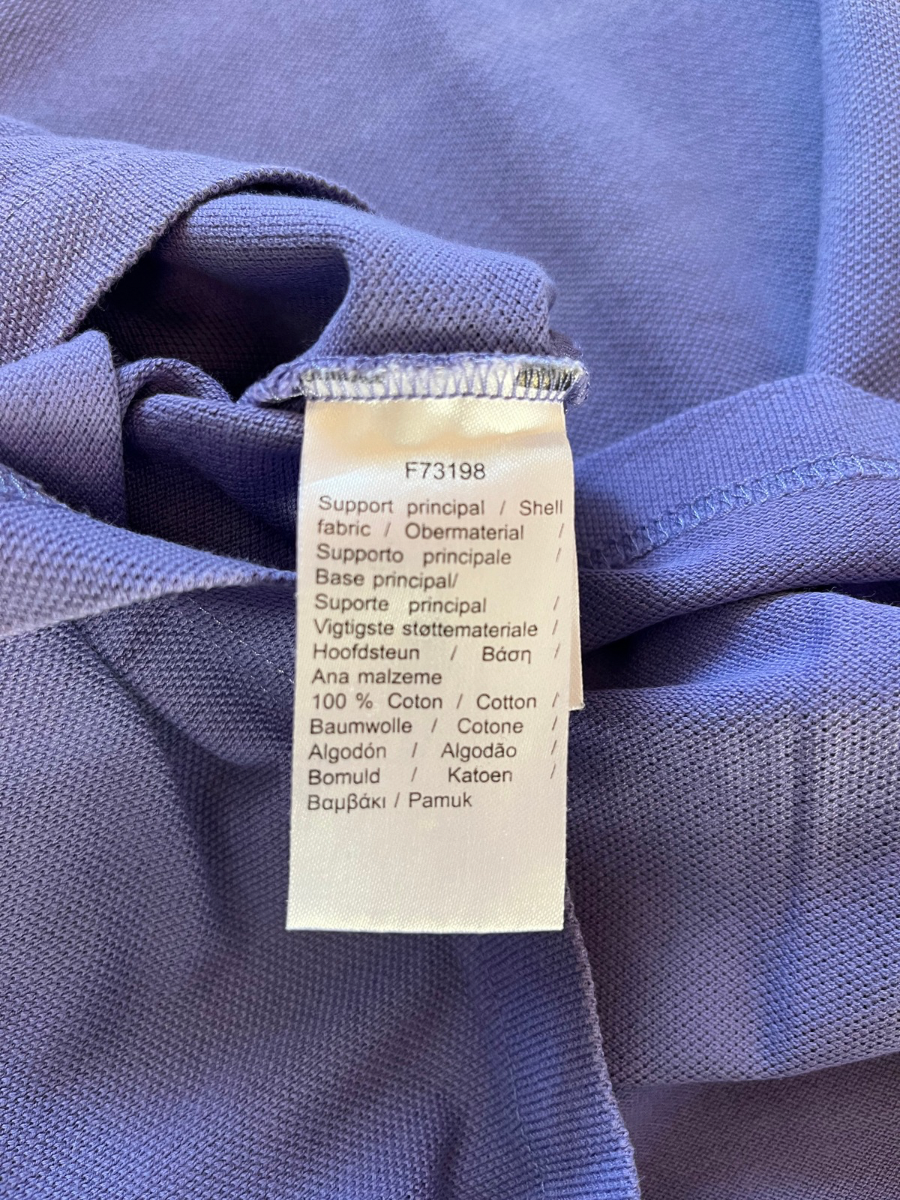 F73198
Support principal / Shell
fabric / Obermaterial /
Supporto principale /
Base principal/
Suporte principal /
Vigtigste støttemateriale /
Hoofdsteun / Βάση /
Ana malzeme
100 % Coton / Cotton /
Baumwolle / Cotone /
Algodón / Algodão /
Bomuld / Katoen /
Βαμβάκι / Pamuk